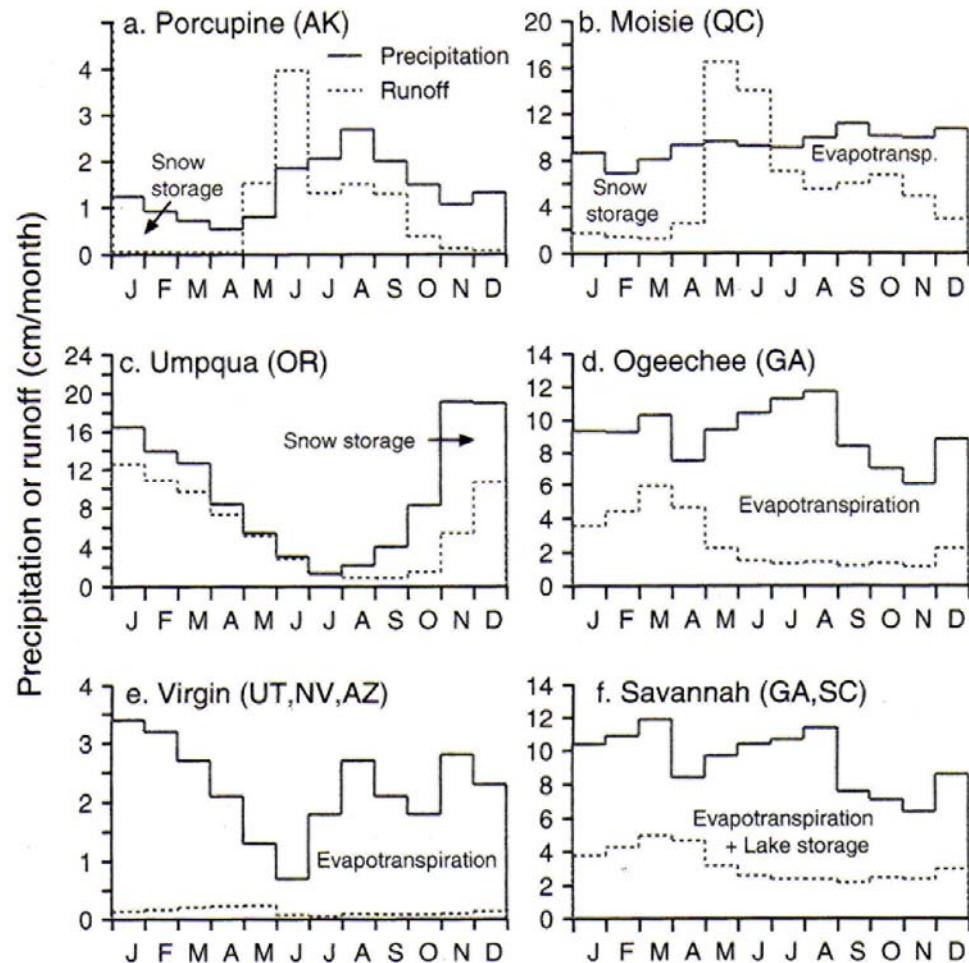 Precipitation or runoff (cm/month)
a. Porcupine (AK)
Precipitation
Runoff
Snow
storage
4
3
2
1
0
J F M A M J J A S O N D
b. Moisie (QC)
20
16
12
8
4
0
Evapotransp.
Snow
storage
J F M A M J J A S O N D
c. Umpqua (OR)
24
20
16
12
8
4
0
Snow storage
J F M A M J J A S O N D
d. Ogeechee (GA)
14
12
10
8
6
4
2
0
Evapotranspiration
J F M A M J J A S O N D
e. Virgin (UT,NV,AZ)
4
3
2
1
0
Evapotranspiration
J F M A M J J A S O N D
f. Savannah (GA,SC)
14
12
10
8
6
4
2
0
Evapotranspiration
+ Lake storage
J F M A M J J A S O N D